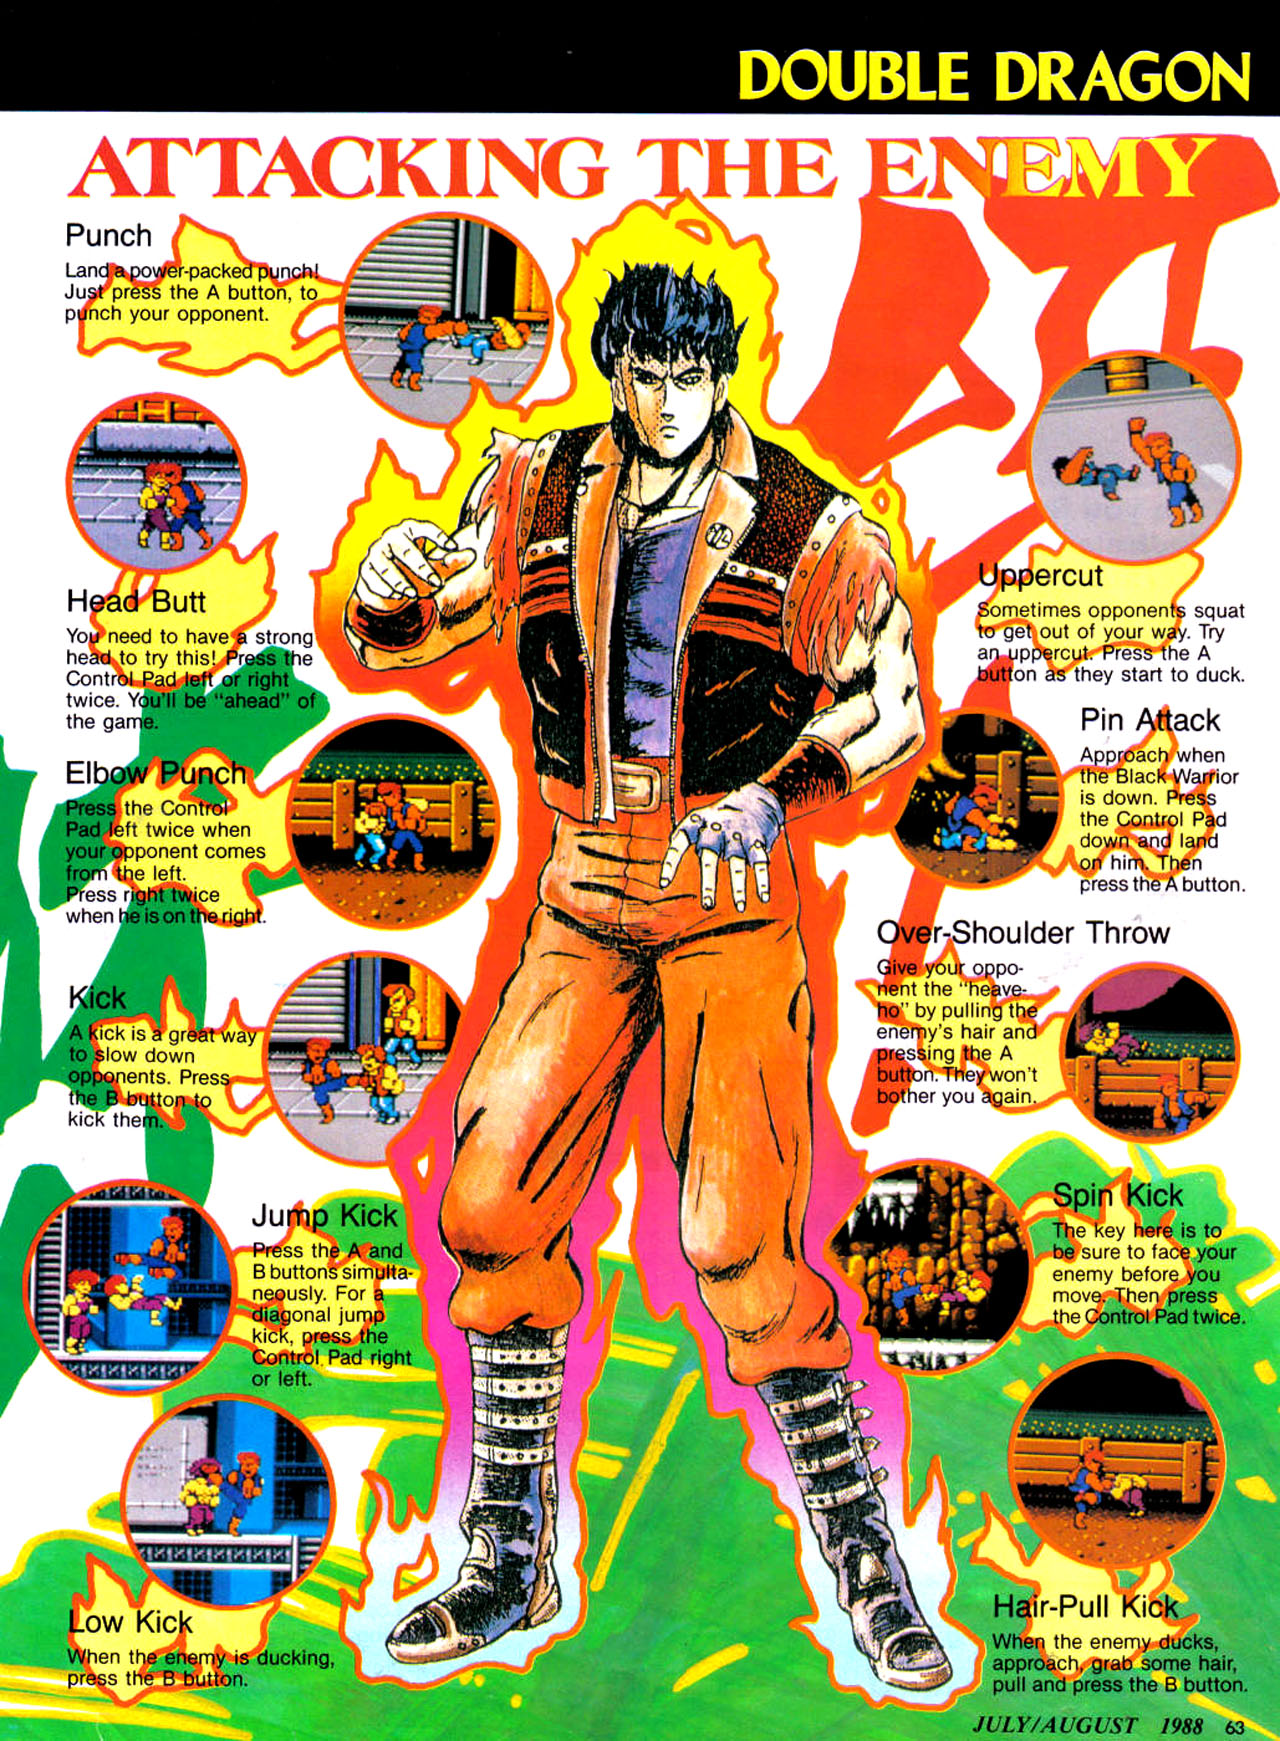 DOUBLE DRAGON
ATTACKING THE ENEMY
Punch
Land a power-packed punch!
Just press the A button, to
punch your opponent.
Head Butt
You need to have a strong
head to try this! Press the
Control Pad left or right
twice. You'll be "ahead" of
the game.
Elbow Punch
Press the Control
Pad left twice when
your opponent comes
from the left.
Press right twice
when he is on the right.
Kick
A kick is a great way
to slow down
opponents. Press
the B button to
kick them.
Jump Kick
Press the A and
B buttons simulta-
neously. For a
diagonal jump
kick, press the
Control Pad right
or left.
Low Kick
When the enemy is ducking,
press the B button.
Uppercut
Sometimes opponents squat
to get out of your way. Try
an uppercut. Press the A
button as they start to duck.
Pin Attack
Approach when
the Black Warrior
is down. Press
the Control Pad
down and land
on him. Then
press the A button.
Over-Shoulder Throw
Give your oppo-
nent the "heave-
ho" by pulling the
enemy's hair and
pressing the A
button. They won't
bother you again.
Spin Kick
The key here is to
be sure to face your
enemy before you
move. Then press
the Control Pad twice.
Hair-Pull Kick
When the enemy ducks,
approach, grab some hair,
pull and press the B button.
JULY/AUGUST 1988 63